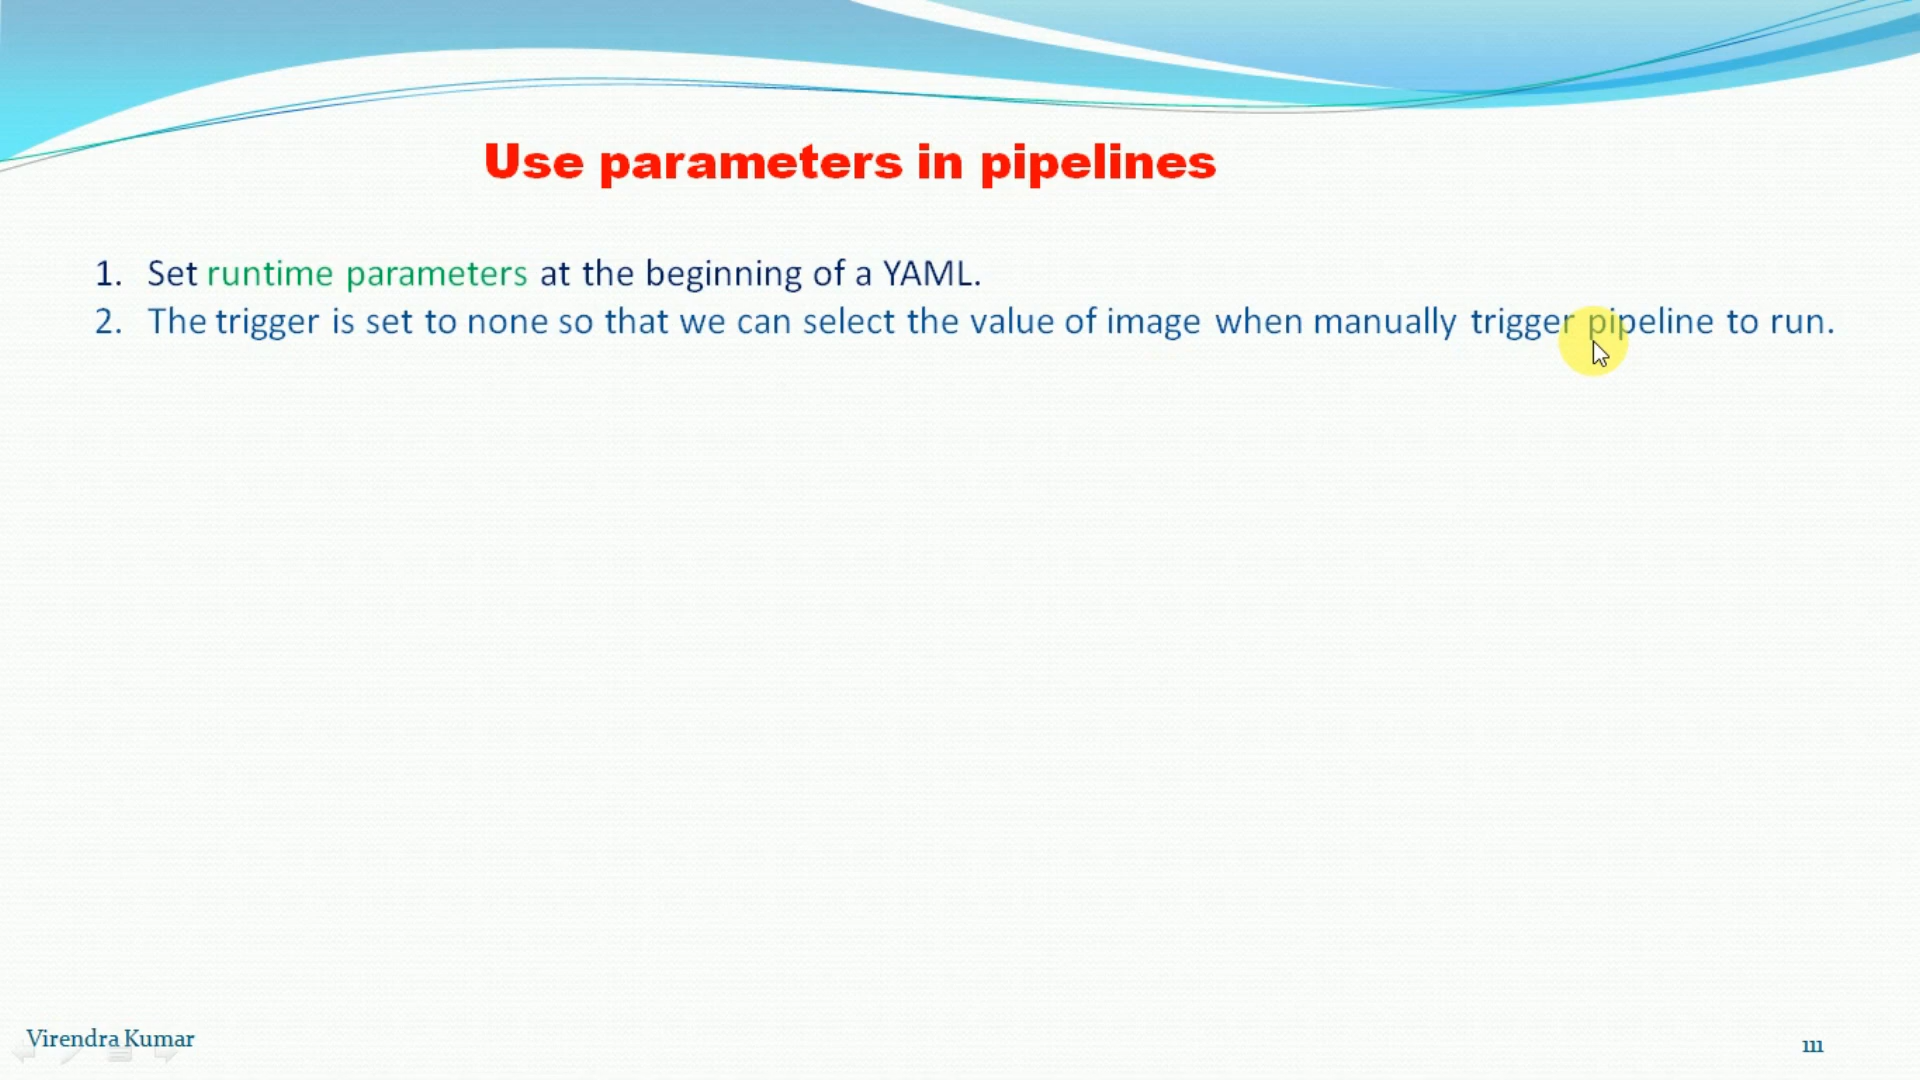 Use parameters in pipelines
1. Set runtime parameters at the beginning of a YAML.
2. The trigger is set to none so that we can select the value of image when manually trigger pipeline to run.
Virendra Kumar
111